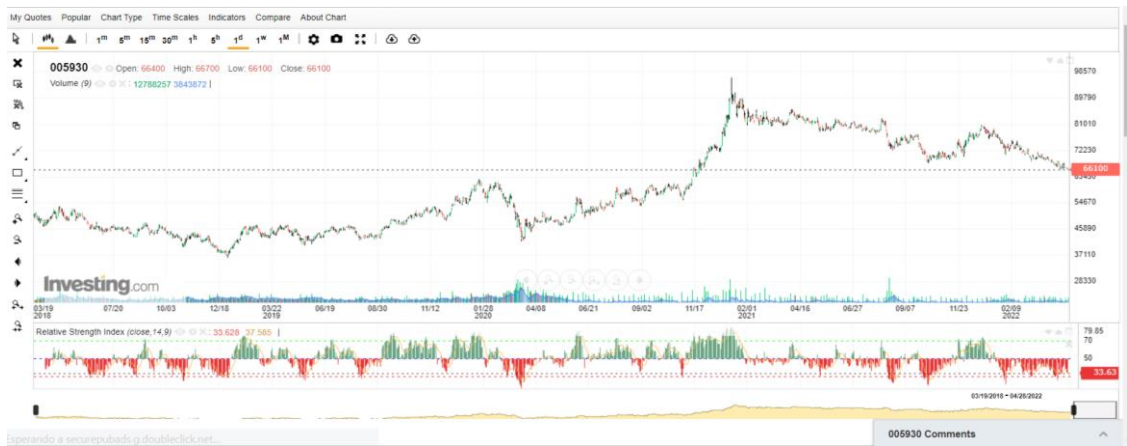 My Quotes Popular Chart Type Time Scales Indicators Compare About Chart
1m 5m 15m 30m 1h 5h 1d 1w 1M
005930 Open: 66400 High: 66700 Low: 66100 Close: 66100
Volume (9) 12788257 3843872
98570
89790
81010
72230
66100
63450
54670
45890
37110
28330
Investing.com
03/19 07/20 10/03 12/18 03/22 06/19 08/30 11/12 01/28 04/08 06/21 09/02 11/17 02/01 04/16 06/27 09/07 11/23 02/09
2018 2019 2020 2021 2022
Relative Strength Index (close,14,9) 33.628 37.585
79.85
70
50
33.63
03/19/2018 - 04/28/2022
005930 Comments
Esperando a securepubads.g.doubleclick.net...